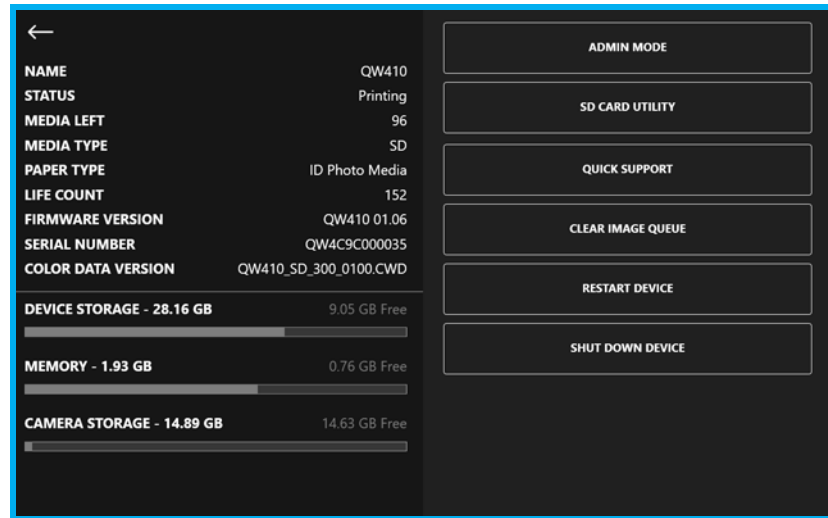 NAME QW410
STATUS Printing
MEDIA LEFT 96
MEDIA TYPE SD
PAPER TYPE ID Photo Media
LIFE COUNT 152
FIRMWARE VERSION QW410 01.06
SERIAL NUMBER QW4C9C000035
COLOR DATA VERSION QW410_SD_300_0100.CWD
DEVICE STORAGE - 28.16 GB 9.05 GB Free
MEMORY - 1.93 GB 0.76 GB Free
CAMERA STORAGE - 14.89 GB 14.63 GB Free
ADMIN MODE
SD CARD UTILITY
QUICK SUPPORT
CLEAR IMAGE QUEUE
RESTART DEVICE
SHUT DOWN DEVICE